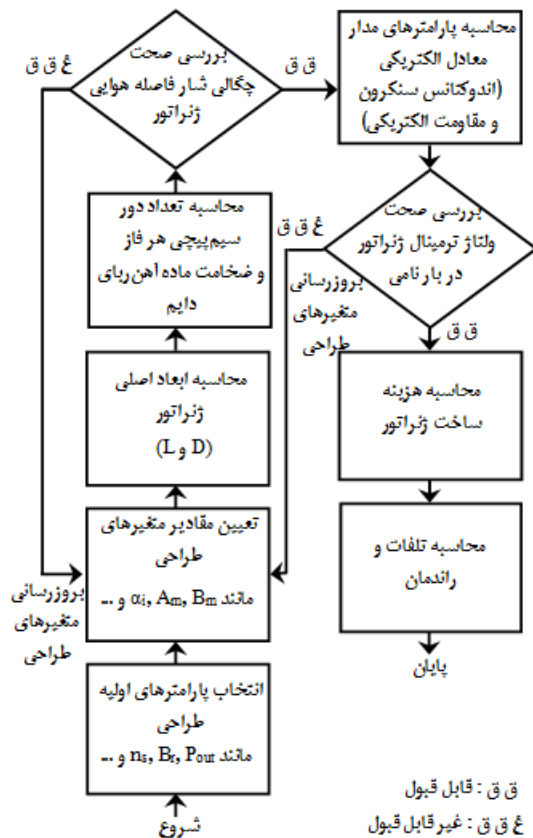 بررسی صحت
چگالی شار فاصله هوایی
ژنراتور
غ ق ق
ق ق
محاسبه پارامترهای مدار
معادل الکتریکی
(اندوکتانس سنکرون
و مقاومت الکتریکی)
محاسبه تعداد دور
سیم‌پیچی هر فاز
و ضخامت ماده آهن‌ربای
دایم
غ ق ق
بررسی صحت
ولتاژ ترمینال ژنراتور
در بار نامی
بروزرسانی
متغیرهای
طراحی
ق ق
محاسبه ابعاد اصلی
ژنراتور
(L و D)
محاسبه هزینه
ساخت ژنراتور
تعیین مقادیر متغیرهای
طراحی
مانند αi, Am, Bm و ...
محاسبه تلفات و
راندمان
بروزرسانی
متغیرهای
طراحی
پایان
انتخاب پارامترهای اولیه
طراحی
مانند ns, Br, Pout و ...
شروع
ق ق : قابل قبول
غ ق ق : غیر قابل قبول